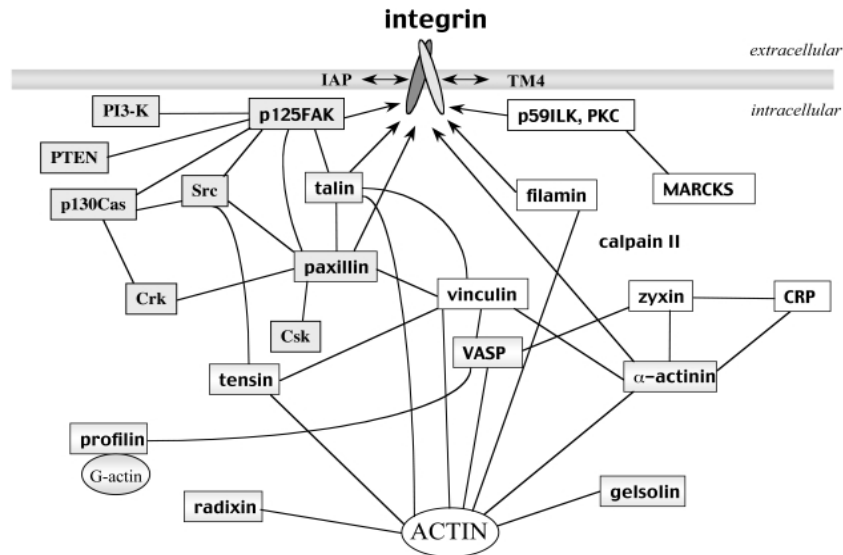 integrin
extracellular
IAP
TM4
intracellular
PI3-K
p125FAK
p59ILK, PKC
PTEN
talin
Src
filamin
MARCKS
p130Cas
calpain II
paxillin
Crk
vinculin
zyxin
CRP
Csk
VASP
tensin
α-actinin
profilin
G-actin
gelsolin
radixin
ACTIN